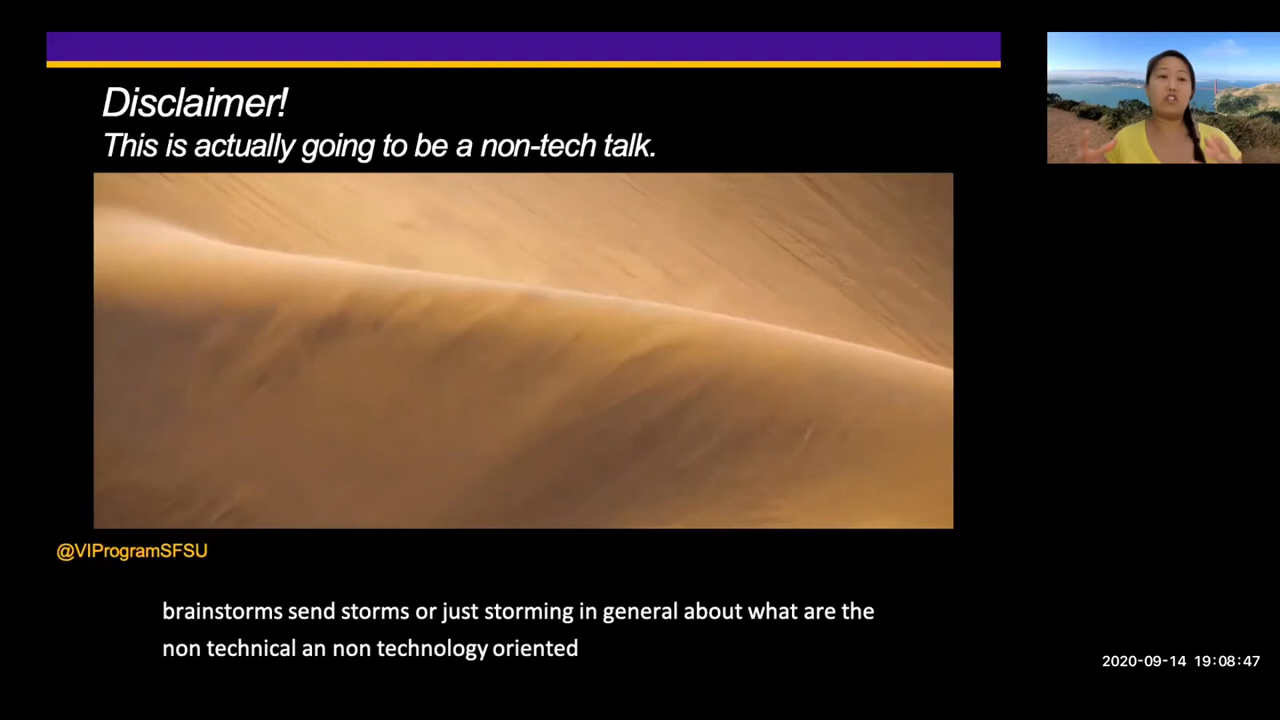 Disclaimer!
This is actually going to be a non-tech talk.
@VIProgramSFSU
brainstorms send storms or just storming in general about what are the
non technical an non technology oriented
2020-09-14 19:08:47